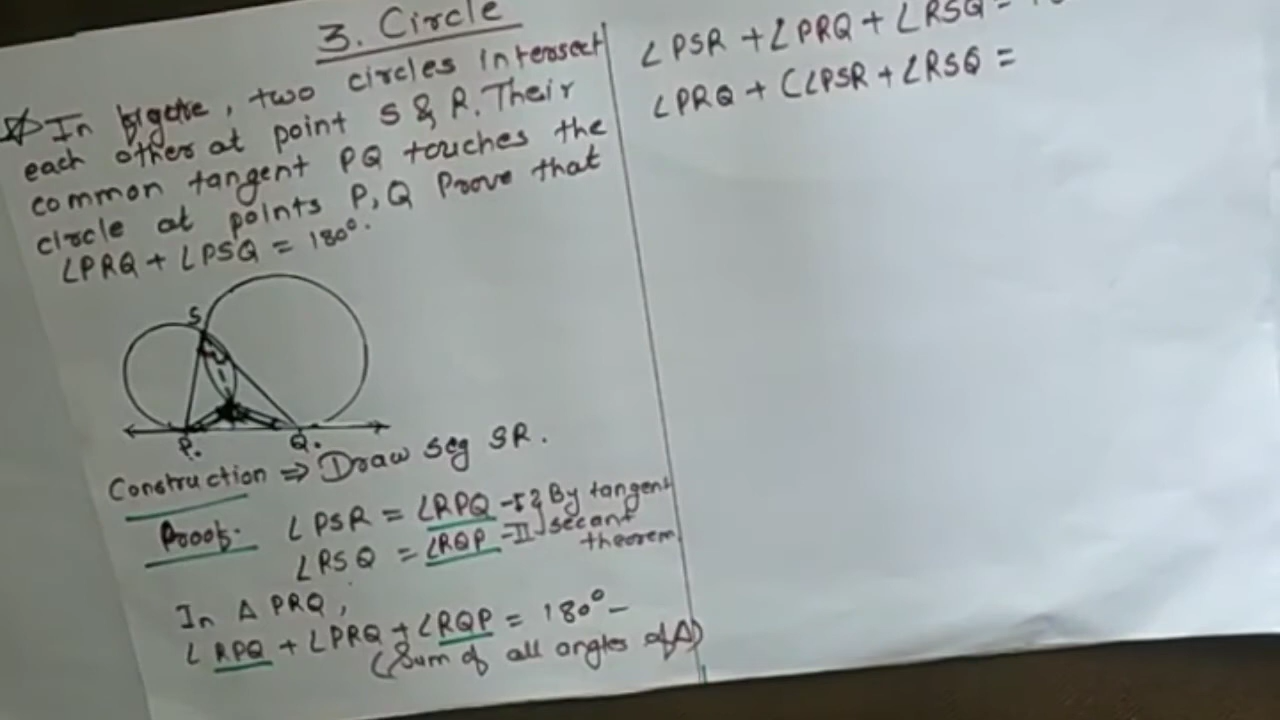 3. Circle
In figure, two circles intersect
each other at point S & R. Their
common tangent PQ touches the
circle at points P, Q Prove that
∠PRQ + ∠PSQ = 180°.
S
P.
Q.
Construction ⇒ Draw seg SR.
Proof:- ∠PSR = ∠RPQ -I } By tangent
∠RSQ = ∠RQP -II secant
theorem
In Δ PRQ,
∠RPQ + ∠PRQ + ∠RQP = 180° –
(Sum of all angles of Δ)
∠PSR + ∠PRQ + ∠RSQ =
∠PRQ + (∠PSR + ∠RSQ =